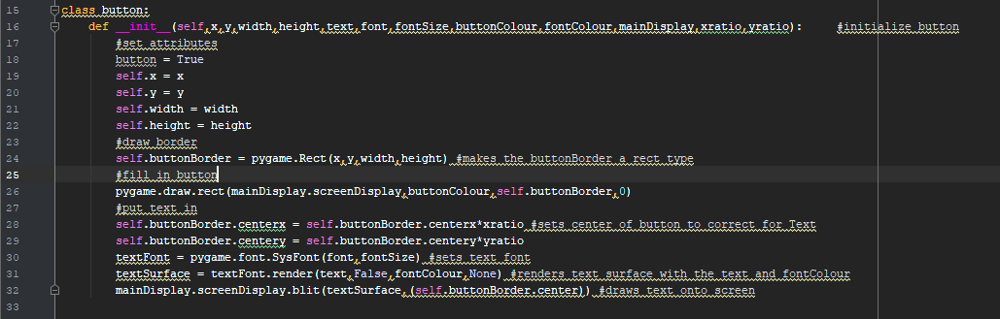 15 class button:
16 def __init__(self,x,y,width,height,text,font,fontSize,buttonColour,fontColour,mainDisplay,xratio,yratio): #initialize button
17 #set attributes
18 button = True
19 self.x = x
20 self.y = y
21 self.width = width
22 self.height = height
23 #draw border
24 self.buttonBorder = pygame.Rect(x,y,width,height) #makes the buttonBorder a rect type
25 #fill in button
26 pygame.draw.rect(mainDisplay.screenDisplay,buttonColour,self.buttonBorder,0)
27 #put text in
28 self.buttonBorder.centerx = self.buttonBorder.centerx*xratio #sets center of button to correct for Text
29 self.buttonBorder.centery = self.buttonBorder.centery*yratio
30 textFont = pygame.font.SysFont(font,fontSize) #sets text font
31 textSurface = textFont.render(text,False,fontColour,None) #renders text surface with the text and fontColour
32 mainDisplay.screenDisplay.blit(textSurface,(self.buttonBorder.center)) #draws text onto screen
33